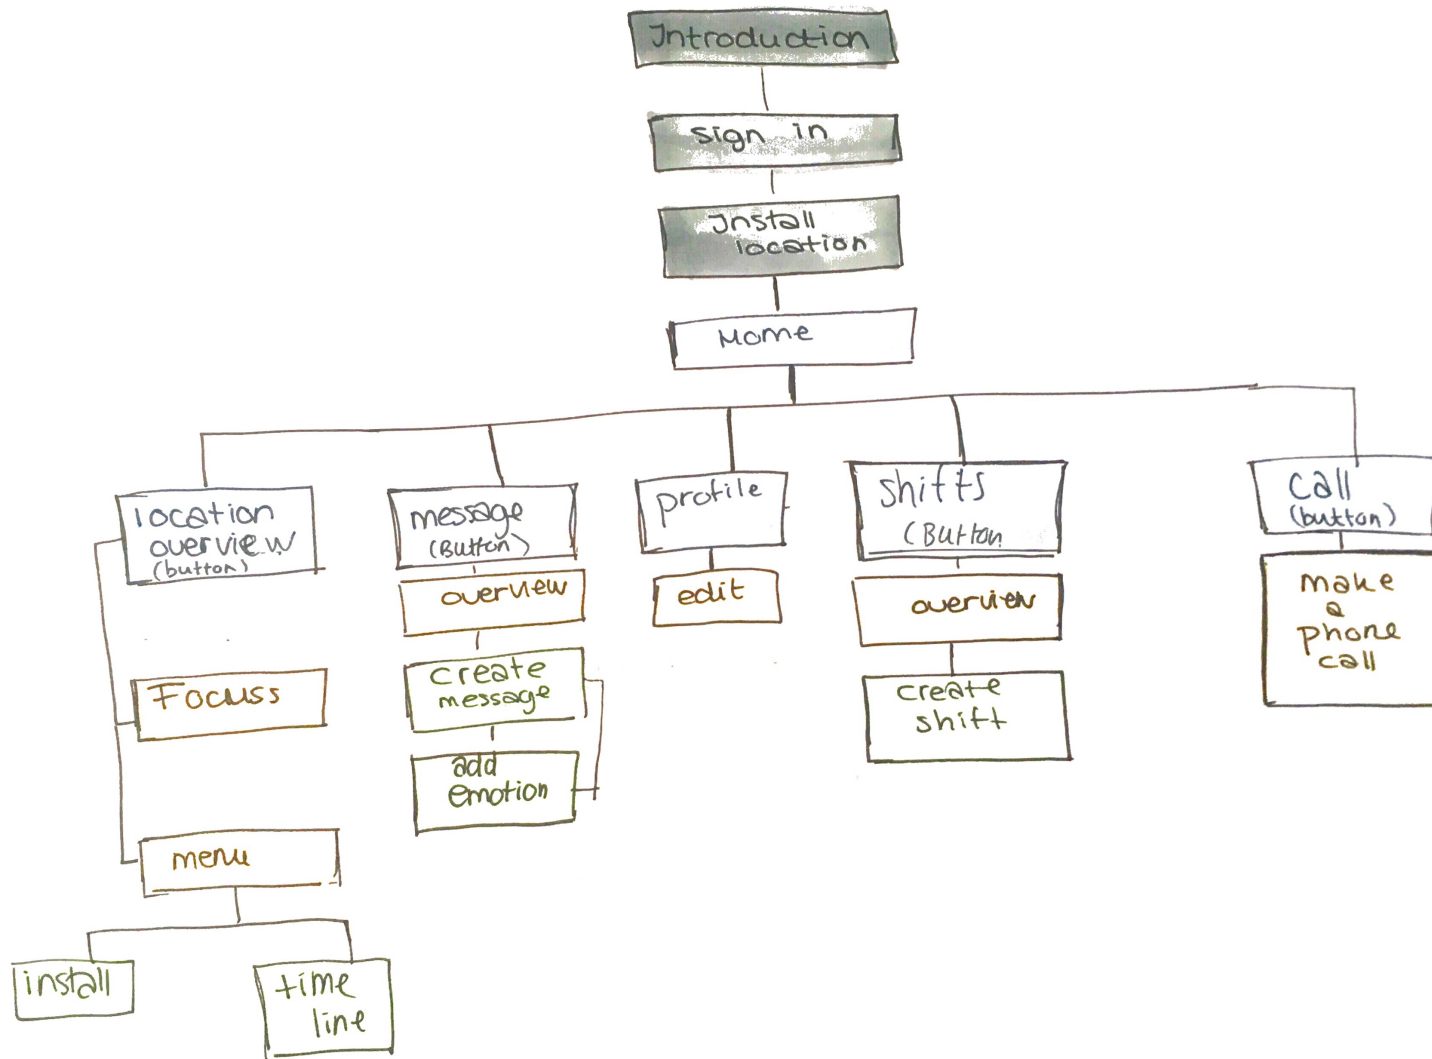 Introduction
sign in
Install
location
Home
location
overview
(button)
message
(Button)
profile
shifts
(Button
call
(button)
overview
edit
overview
make
a
phone
call
Focuss
create
message
create
shift
add
emotion
menu
install
time
line